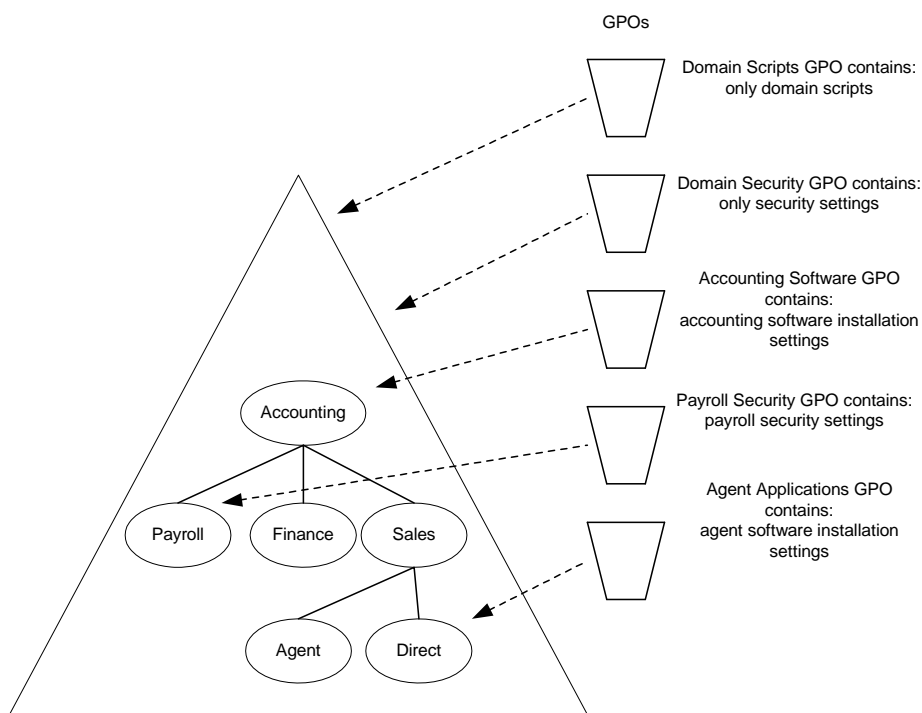 GPOs
Domain Scripts GPO contains:
only domain scripts
Domain Security GPO contains:
only security settings
Accounting Software GPO
contains:
accounting software installation
settings
Accounting
Payroll Security GPO contains:
payroll security settings
Agent Applications GPO
contains:
agent software installation
settings
Payroll
Finance
Sales
Agent
Direct